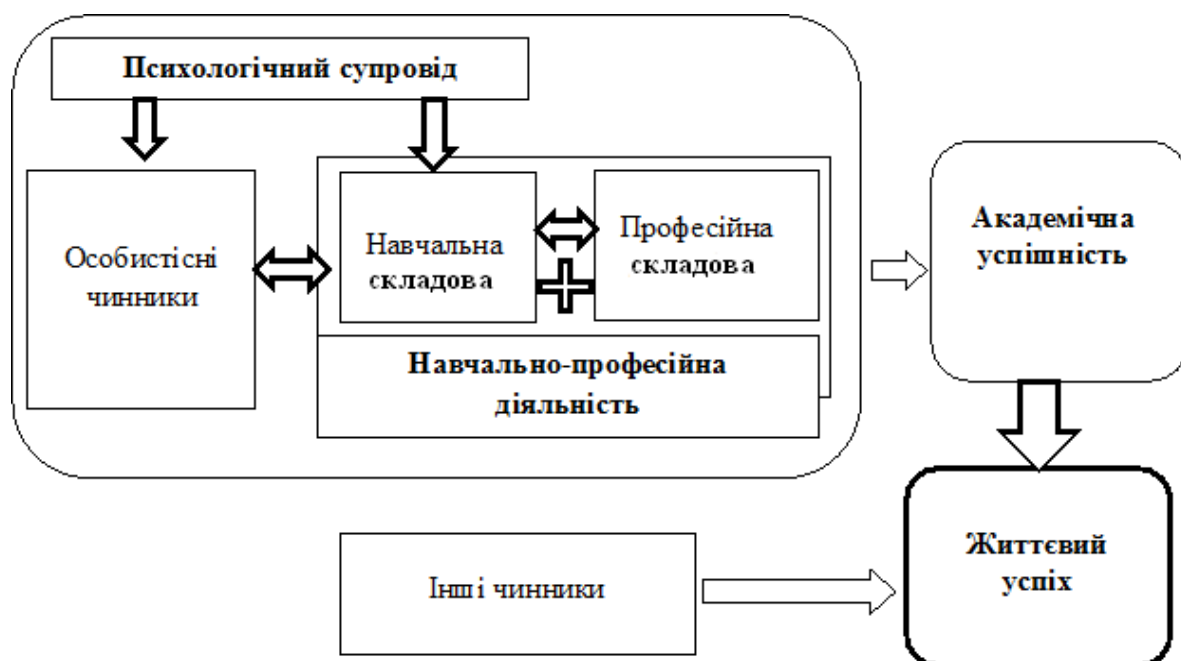 Психологічний супровід
Особистісні
чинники
Навчальна
складова
Професійна
складова
Навчально-професійна
діяльність
Академічна
успішність
Життєвий
успіх
Інші чинники